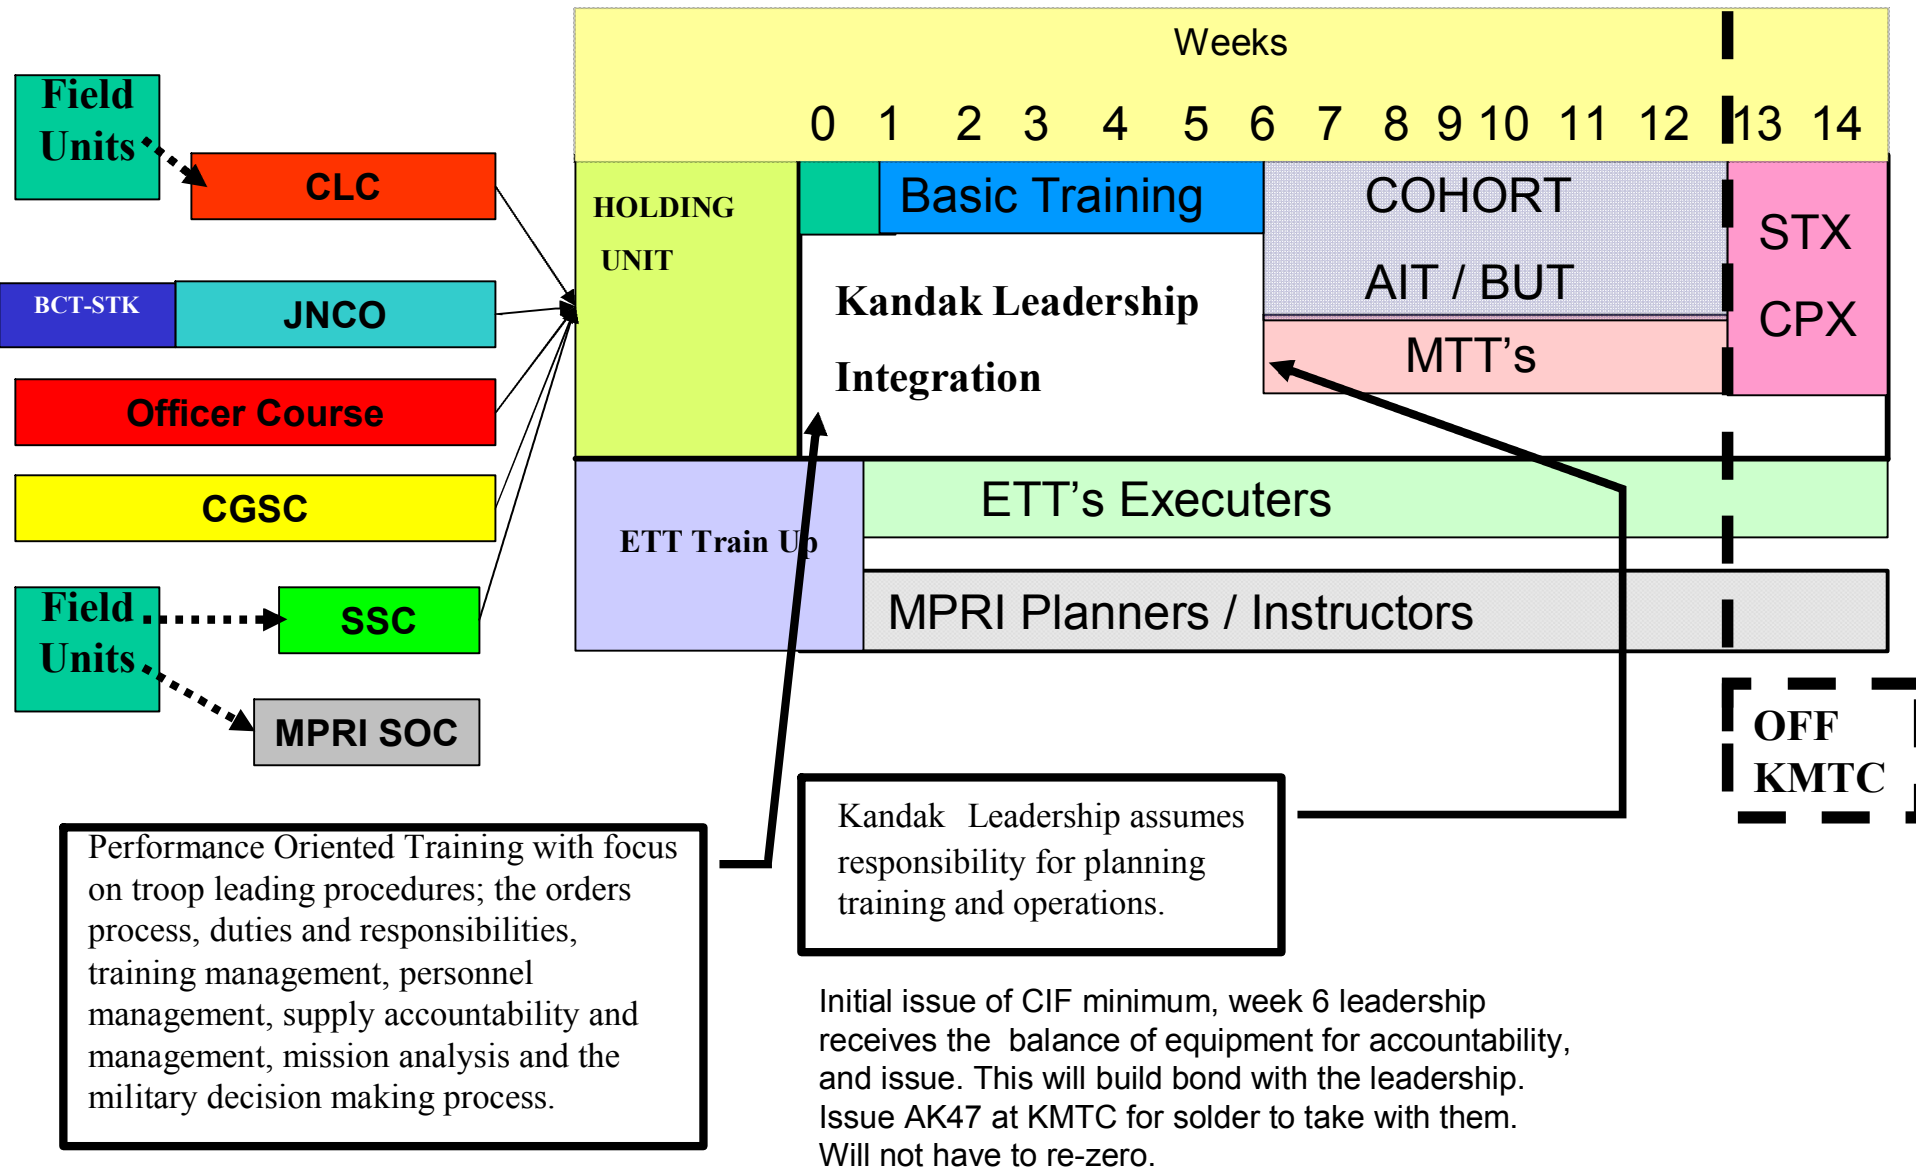 Weeks
0 1 2 3 4 5 6 7 8 9 10 11 12 13 14
Field
Units
CLC
BCT-STK
JNCO
Officer Course
CGSC
Field
Units
SSC
MPRI SOC
HOLDING
UNIT
Basic Training
COHORT
AIT / BUT
MTT's
STX
CPX
Kandak Leadership
Integration
ETT Train Up
ETT's Executers
MPRI Planners / Instructors
OFF
KMTC
Performance Oriented Training with focus
on troop leading procedures; the orders
process, duties and responsibilities,
training management, personnel
management, supply accountability and
management, mission analysis and the
military decision making process.
Kandak Leadership assumes
responsibility for planning
training and operations.
Initial issue of CIF minimum, week 6 leadership
receives the balance of equipment for accountability,
and issue. This will build bond with the leadership.
Issue AK47 at KMTC for solder to take with them.
Will not have to re-zero.